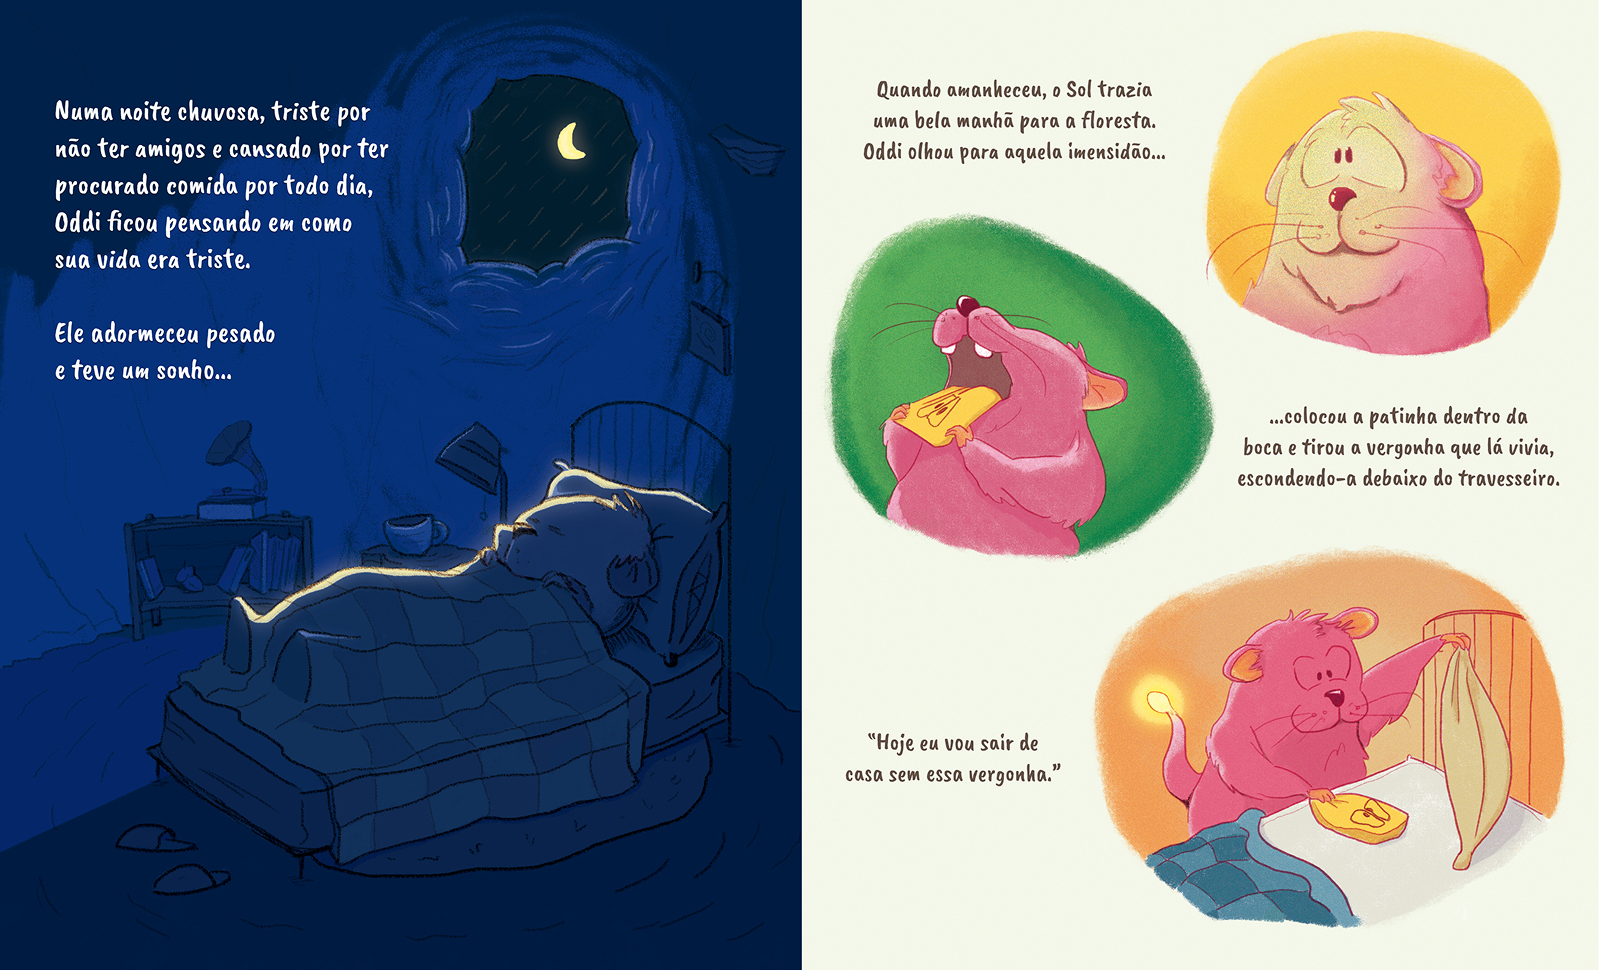 Numa noite chuvosa, triste por
não ter amigos e cansado por ter
procurado comida por todo dia,
Oddi ficou pensando em como
sua vida era triste.
Ele adormeceu pesado
e teve um sonho...
Quando amanheceu, o Sol trazia
uma bela manhã para a floresta.
Oddi olhou para aquela imensidão...
...colocou a patinha dentro da
boca e tirou a vergonha que lá vivia,
escondendo-a debaixo do travesseiro.
"Hoje eu vou sair de
casa sem essa vergonha."